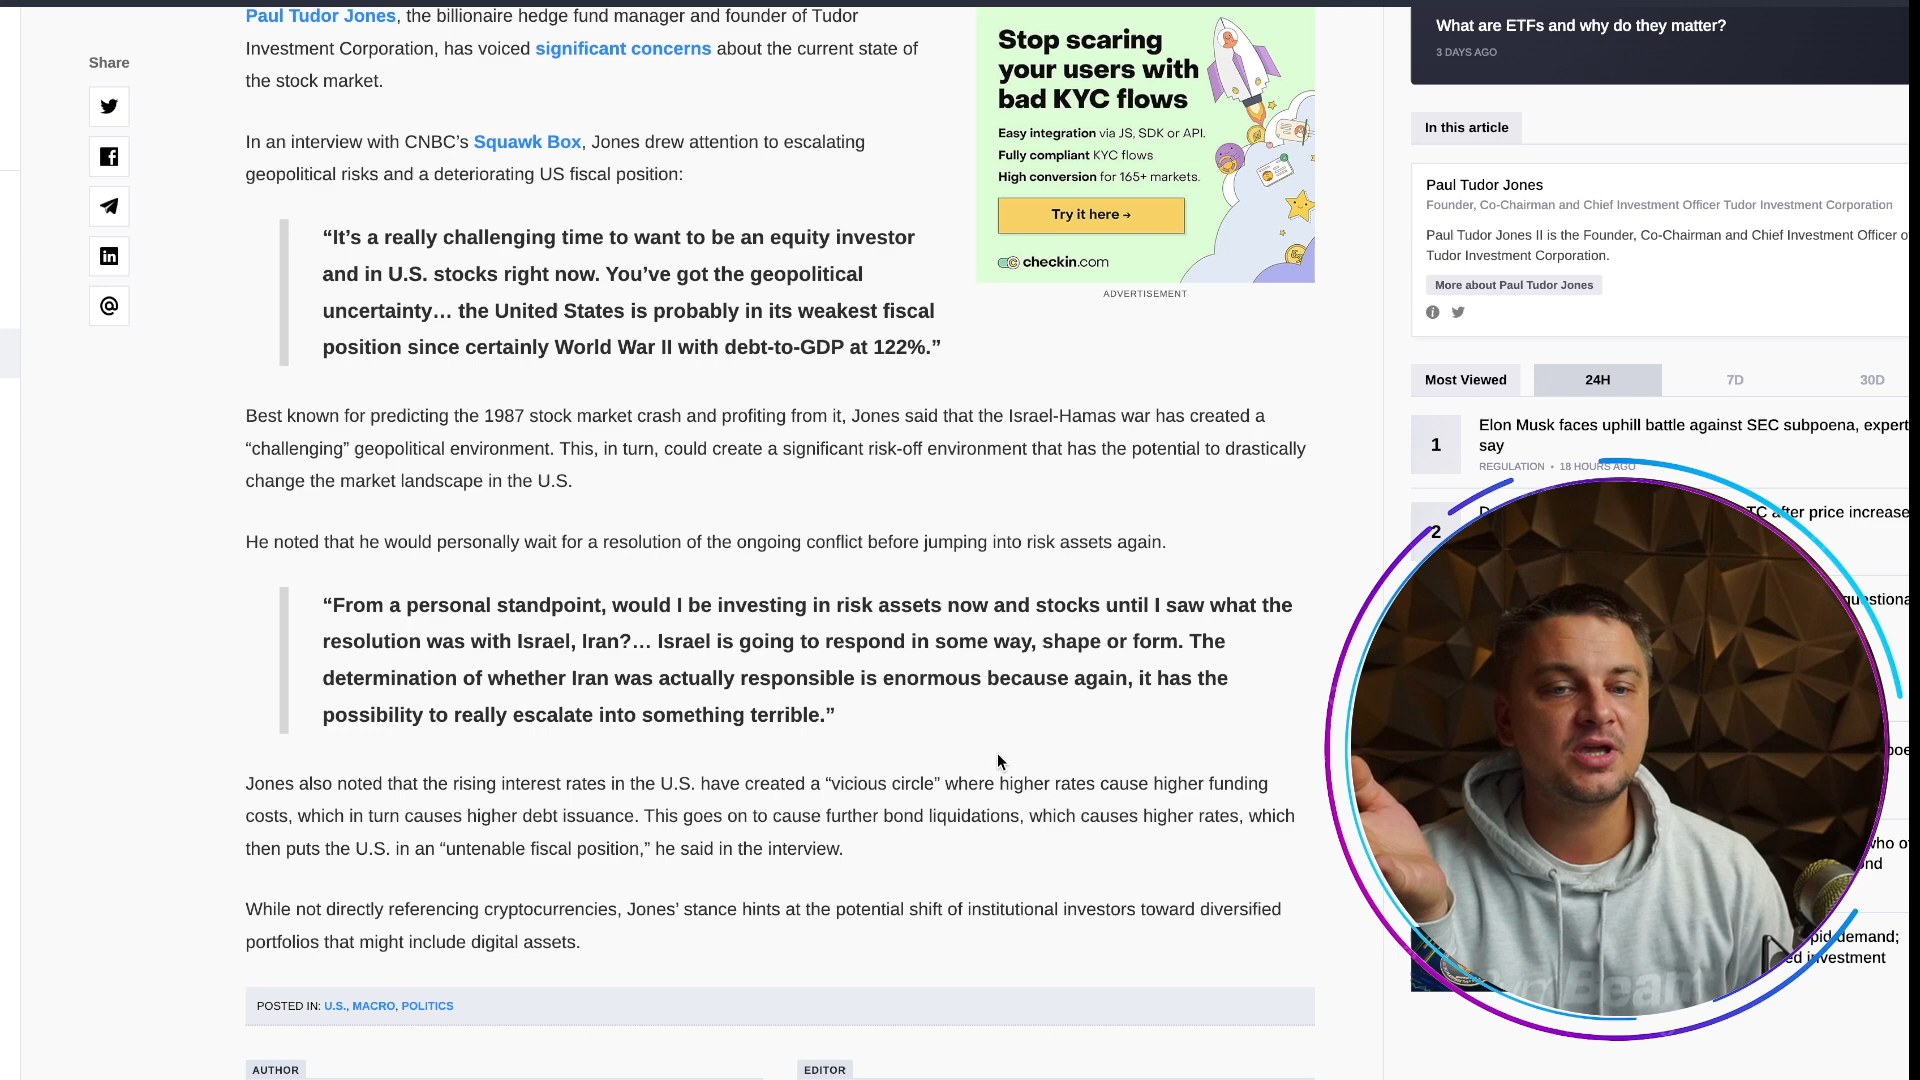 Paul Tudor Jones, the billionaire hedge fund manager and founder of Tudor
Investment Corporation, has voiced significant concerns about the current state of
the stock market.
Share
In an interview with CNBC’s Squawk Box, Jones drew attention to escalating
geopolitical risks and a deteriorating US fiscal position:
“It’s a really challenging time to want to be an equity investor
and in U.S. stocks right now. You’ve got the geopolitical
uncertainty… the United States is probably in its weakest fiscal
position since certainly World War II with debt-to-GDP at 122%.”
Best known for predicting the 1987 stock market crash and profiting from it, Jones said that the Israel-Hamas war has created a
“challenging” geopolitical environment. This, in turn, could create a significant risk-off environment that has the potential to drastically
change the market landscape in the U.S.
He noted that he would personally wait for a resolution of the ongoing conflict before jumping into risk assets again.
“From a personal standpoint, would I be investing in risk assets now and stocks until I saw what the
resolution was with Israel, Iran?… Israel is going to respond in some way, shape or form. The
determination of whether Iran was actually responsible is enormous because again, it has the
possibility to really escalate into something terrible.”
Jones also noted that the rising interest rates in the U.S. have created a “vicious circle” where higher rates cause higher funding
costs, which in turn causes higher debt issuance. This goes on to cause further bond liquidations, which causes higher rates, which
then puts the U.S. in an “untenable fiscal position,” he said in the interview.
While not directly referencing cryptocurrencies, Jones’ stance hints at the potential shift of institutional investors toward diversified
portfolios that might include digital assets.
POSTED IN: U.S., MACRO, POLITICS
AUTHOR
EDITOR
Stop scaring
your users with
bad KYC flows
Easy integration via JS, SDK or API.
Fully compliant KYC flows
High conversion for 165+ markets.
Try it here →
checkin.com
ADVERTISEMENT
What are ETFs and why do they matter?
3 DAYS AGO
In this article
Paul Tudor Jones
Founder, Co-Chairman and Chief Investment Officer Tudor Investment Corporation
Paul Tudor Jones II is the Founder, Co-Chairman and Chief Investment Officer o
Tudor Investment Corporation.
More about Paul Tudor Jones
Most Viewed 24H 7D 30D
1
Elon Musk faces uphill battle against SEC subpoena, expert
say
REGULATION • 18 HOURS AGO
2
TC after price increase
questiona
who o
demand;
investment